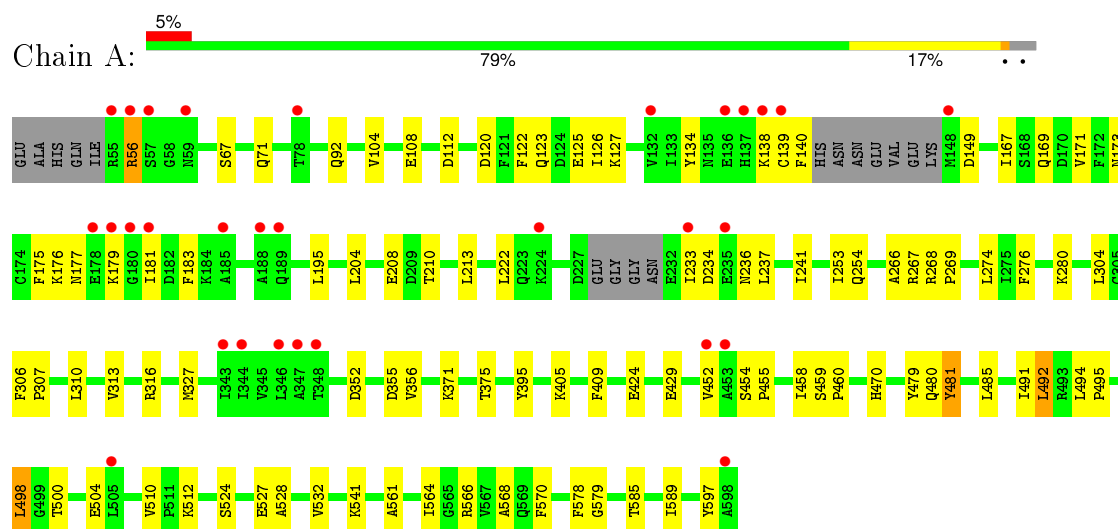 5%
Chain A:
79% 17%
GLU ALA HIS GLN ILE R55 R56 S57 G58 N59 S67 Q71 T78 Q92 V104 E108 D112 D120 F121 F122 Q123 D124 E125 I126 K127 V132 I133 Y134 N135 E136 H137 K138 C139 F140 HIS ASN ASN GLU VAL GLU LYS M148 D149 I167 S168 Q169 D170 V171 F172 N173
C174 F175 K176 N177 E178 K179 G180 I181 D182 F183 K184 A185 A188 Q189 L195 L204 E208 D209 T210 L213 L222 Q223 K224 D227 GLU GLY GLY ASN E232 I233 D234 E235 N236 L237 I241 I253 Q254 A266 R267 R268 P269 L274 I275 F276 K280 L304 C305
F306 P307 L310 V313 R316 M327 I343 I344 V345 L346 A347 T348 D352 D355 V356 K371 T375 Y395 K405 F409 E424 E429 V452 A453 S454 P455 I458 S459 P460 H470 Y479 Q480 Y481 L485 I491 L492 R493 L494 P495
L498 G499 T500 E504 L505 V510 P511 K512 S524 E527 A528 V532 K541 A561 I564 G565 R566 V567 A568 Q569 F570 F578 G579 T585 I589 Y597 A598